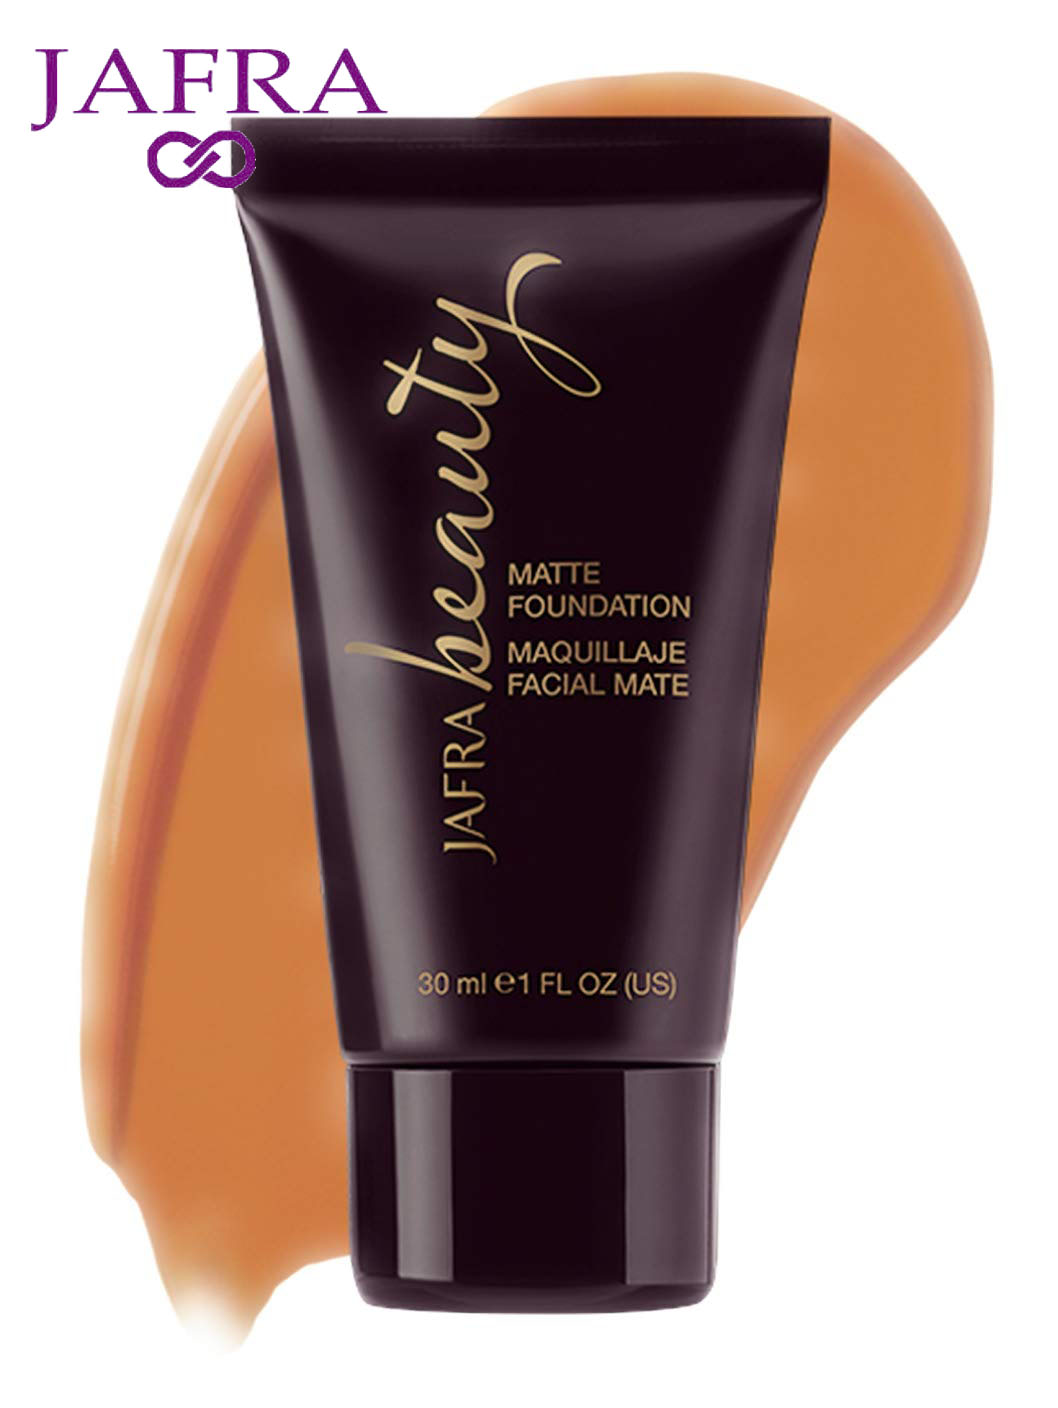 JAFRA
JAFRA beauty
MATTE
FOUNDATION
MAQUILLAJE
FACIAL MATE
30 ml ℮1 FL OZ (US)